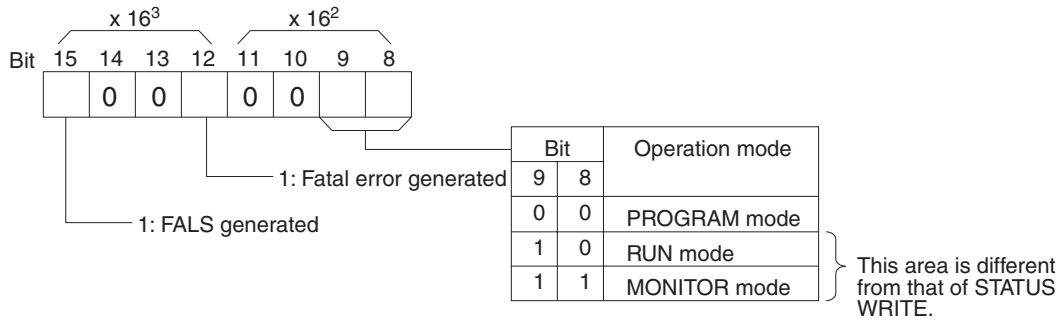 x 16³ x 16²
Bit 15 14 13 12 11 10 9 8
0 0 0 0
Bit Operation mode
9 8
1: Fatal error generated
0 0 PROGRAM mode
1: FALS generated
1 0 RUN mode
1 1 MONITOR mode
This area is different
from that of STATUS
WRITE.